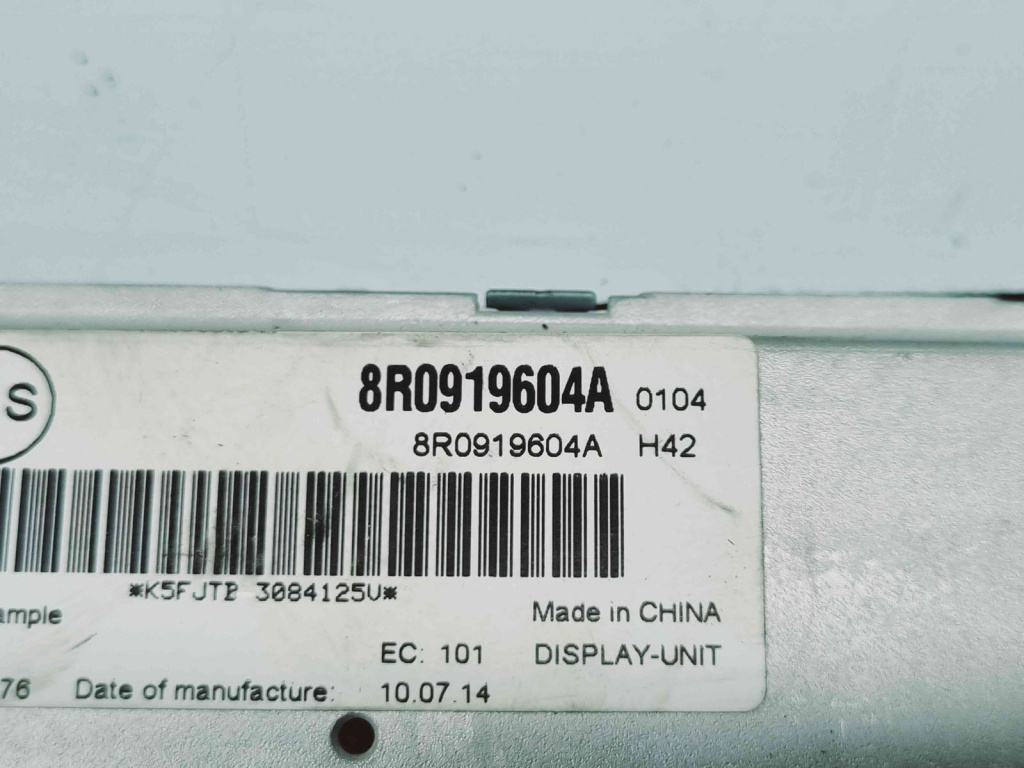 S
8R0919604A 0104
8R0919604A H42
*K5FJTB 3084125V*
ample
Made in CHINA
EC: 101 DISPLAY-UNIT
76 Date of manufacture: 10.07.14